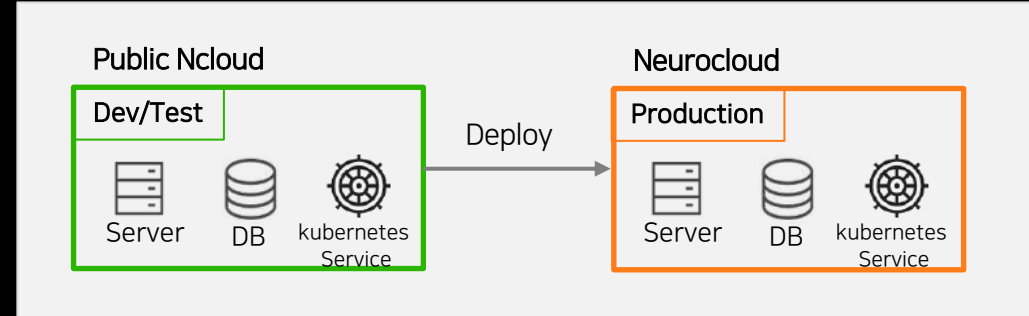 Public Ncloud
Dev/Test
Server
DB
kubernetes
Service
Deploy
Neurocloud
Production
Server
DB
kubernetes
Service